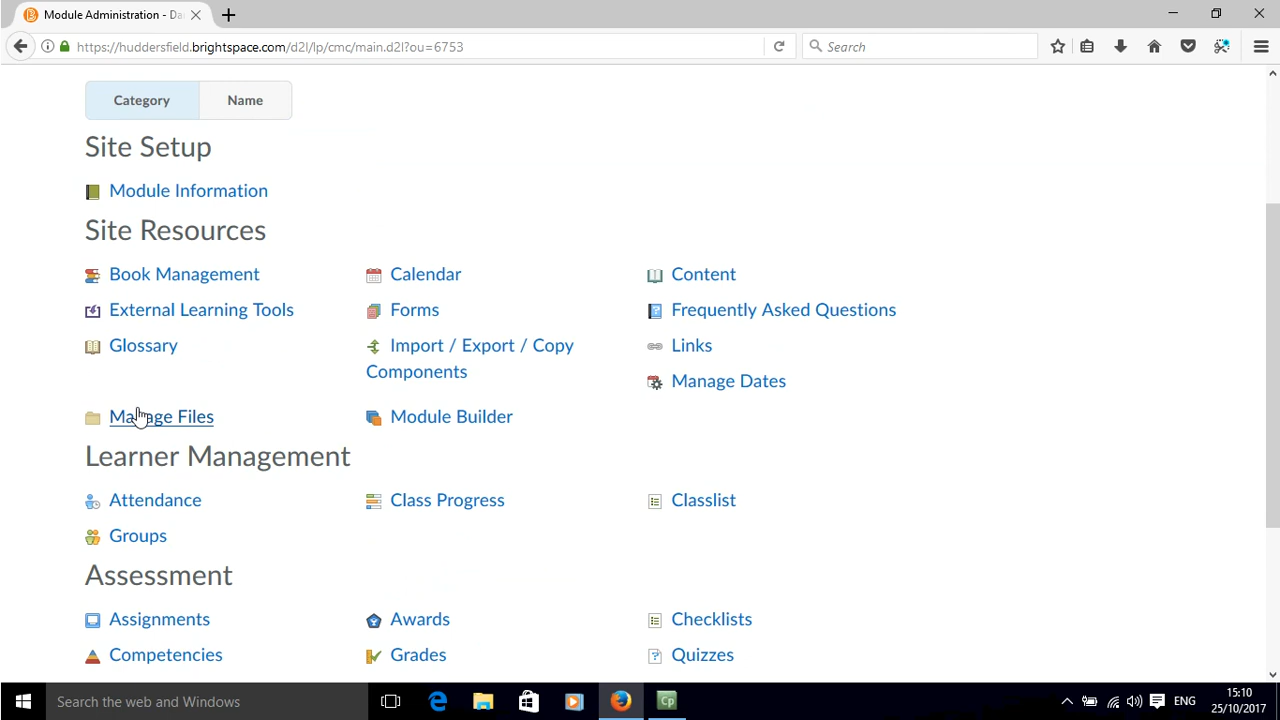 Module Administration - Da
https://huddersfield.brightspace.com/d2l/lp/cmc/main.d2l?ou=6753
Search
Category
Name
Site Setup
Module Information
Site Resources
Book Management
Calendar
Content
External Learning Tools
Forms
Frequently Asked Questions
Glossary
Import / Export / Copy
Components
Links
Manage Dates
Manage Files
Module Builder
Learner Management
Attendance
Class Progress
Classlist
Groups
Assessment
Assignments
Awards
Checklists
Competencies
Grades
Quizzes
Search the web and Windows
Cp
ENG
15:10
25/10/2017